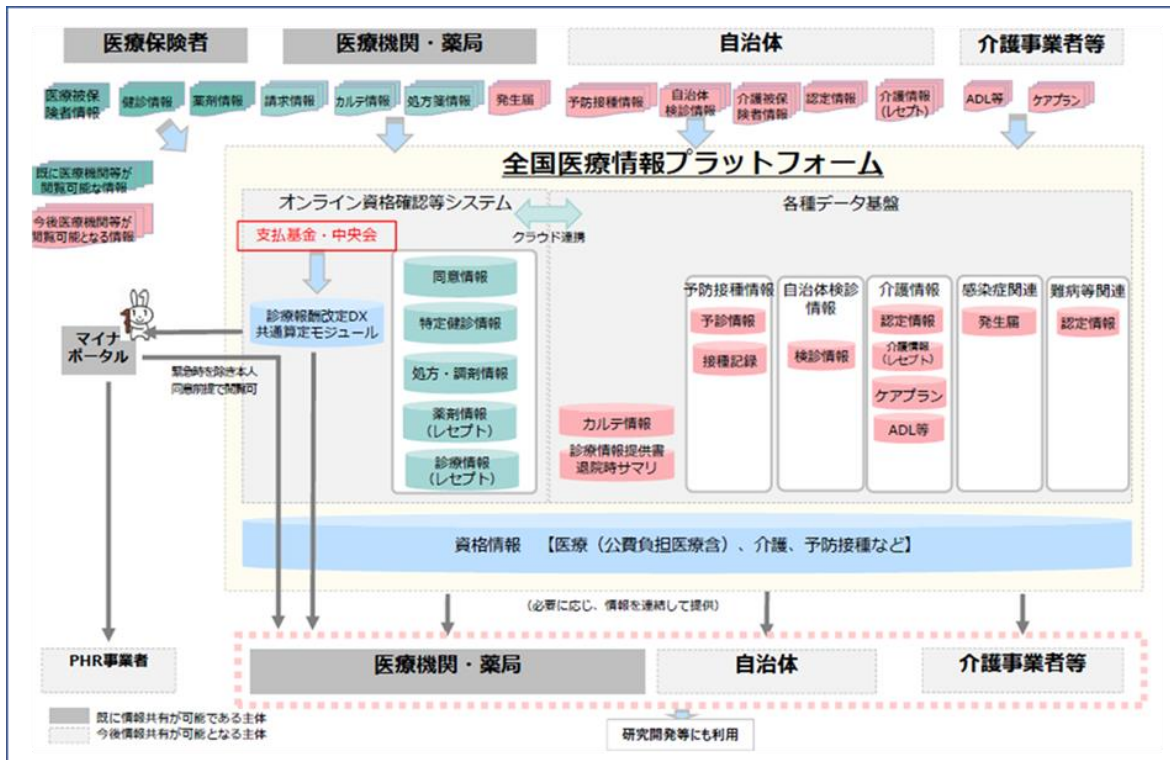 医療保険者
医療機関・薬局
自治体
介護事業者等
医療被保
険者情報
健診情報
薬剤情報
請求情報
カルテ情報
処方箋情報
発生届
予防接種情報
自治体
検診情報
介護被保
険者情報
認定情報
介護情報
(レセプト)
ADL等
ケアプラン
既に医療機関等が
閲覧可能な情報
今後医療機関等が
閲覧可能となる情報
全国医療情報プラットフォーム
オンライン資格確認等システム
クラウド連携
各種データ基盤
支払基金・中央会
診療報酬改定DX
共通算定モジュール
同意情報
特定健診情報
処方・調剤情報
薬剤情報
(レセプト)
診療情報
(レセプト)
カルテ情報
診療情報提供書
退院時サマリ
予防接種情報
予診情報
接種記録
自治体検診
情報
検診情報
介護情報
認定情報
介護情報
(レセプト)
ケアプラン
ADL等
感染症関連
発生届
難病等関連
認定情報
マイナ
ポータル
緊急時を除き本人
同意前提で閲覧可
資格情報 【医療(公費負担医療含)、介護、予防接種など】
(必要に応じ、情報を連結して提供)
PHR事業者
医療機関・薬局
自治体
介護事業者等
既に情報共有が可能である主体
今後情報共有が可能となる主体
研究開発等にも利用